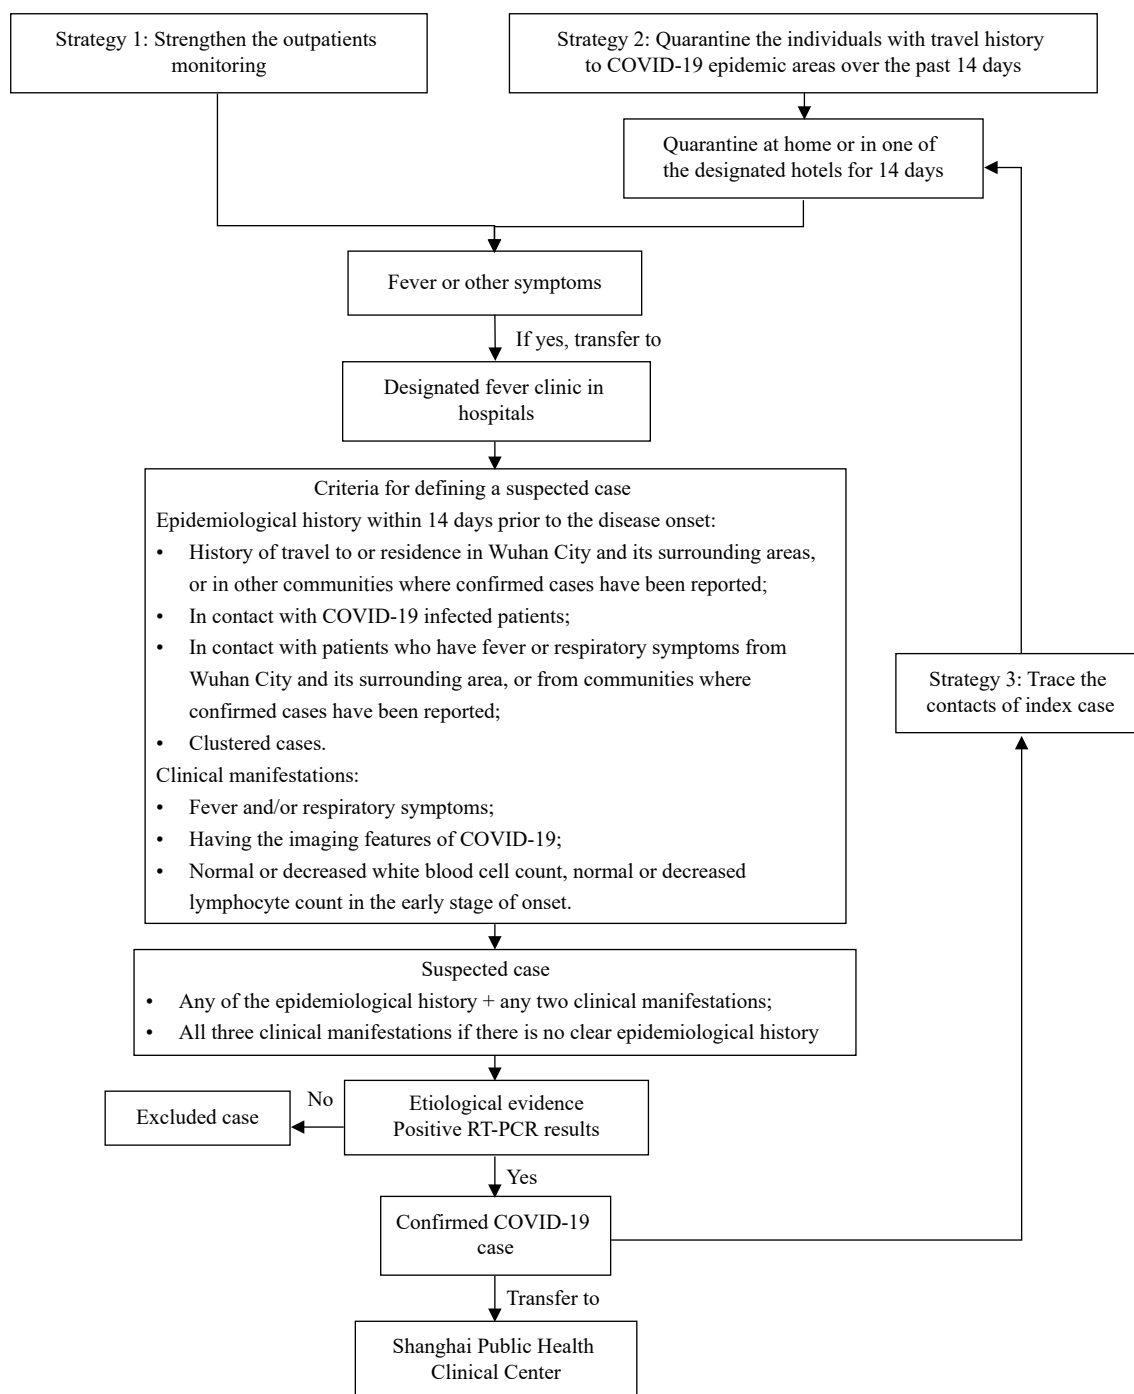 Strategy 1: Strengthen the outpatients
monitoring
Strategy 2: Quarantine the individuals with travel history
to COVID-19 epidemic areas over the past 14 days
Quarantine at home or in one of
the designated hotels for 14 days
Fever or other symptoms
If yes, transfer to
Designated fever clinic in
hospitals
Criteria for defining a suspected case
Epidemiological history within 14 days prior to the disease onset:
• History of travel to or residence in Wuhan City and its surrounding areas,
or in other communities where confirmed cases have been reported;
• In contact with COVID-19 infected patients;
• In contact with patients who have fever or respiratory symptoms from
Wuhan City and its surrounding area, or from communities where
confirmed cases have been reported;
• Clustered cases.
Clinical manifestations:
• Fever and/or respiratory symptoms;
• Having the imaging features of COVID-19;
• Normal or decreased white blood cell count, normal or decreased
lymphocyte count in the early stage of onset.
Strategy 3: Trace the
contacts of index case
Suspected case
• Any of the epidemiological history + any two clinical manifestations;
• All three clinical manifestations if there is no clear epidemiological history
Excluded case
No
Etiological evidence
Positive RT-PCR results
Yes
Confirmed COVID-19
case
Transfer to
Shanghai Public Health
Clinical Center